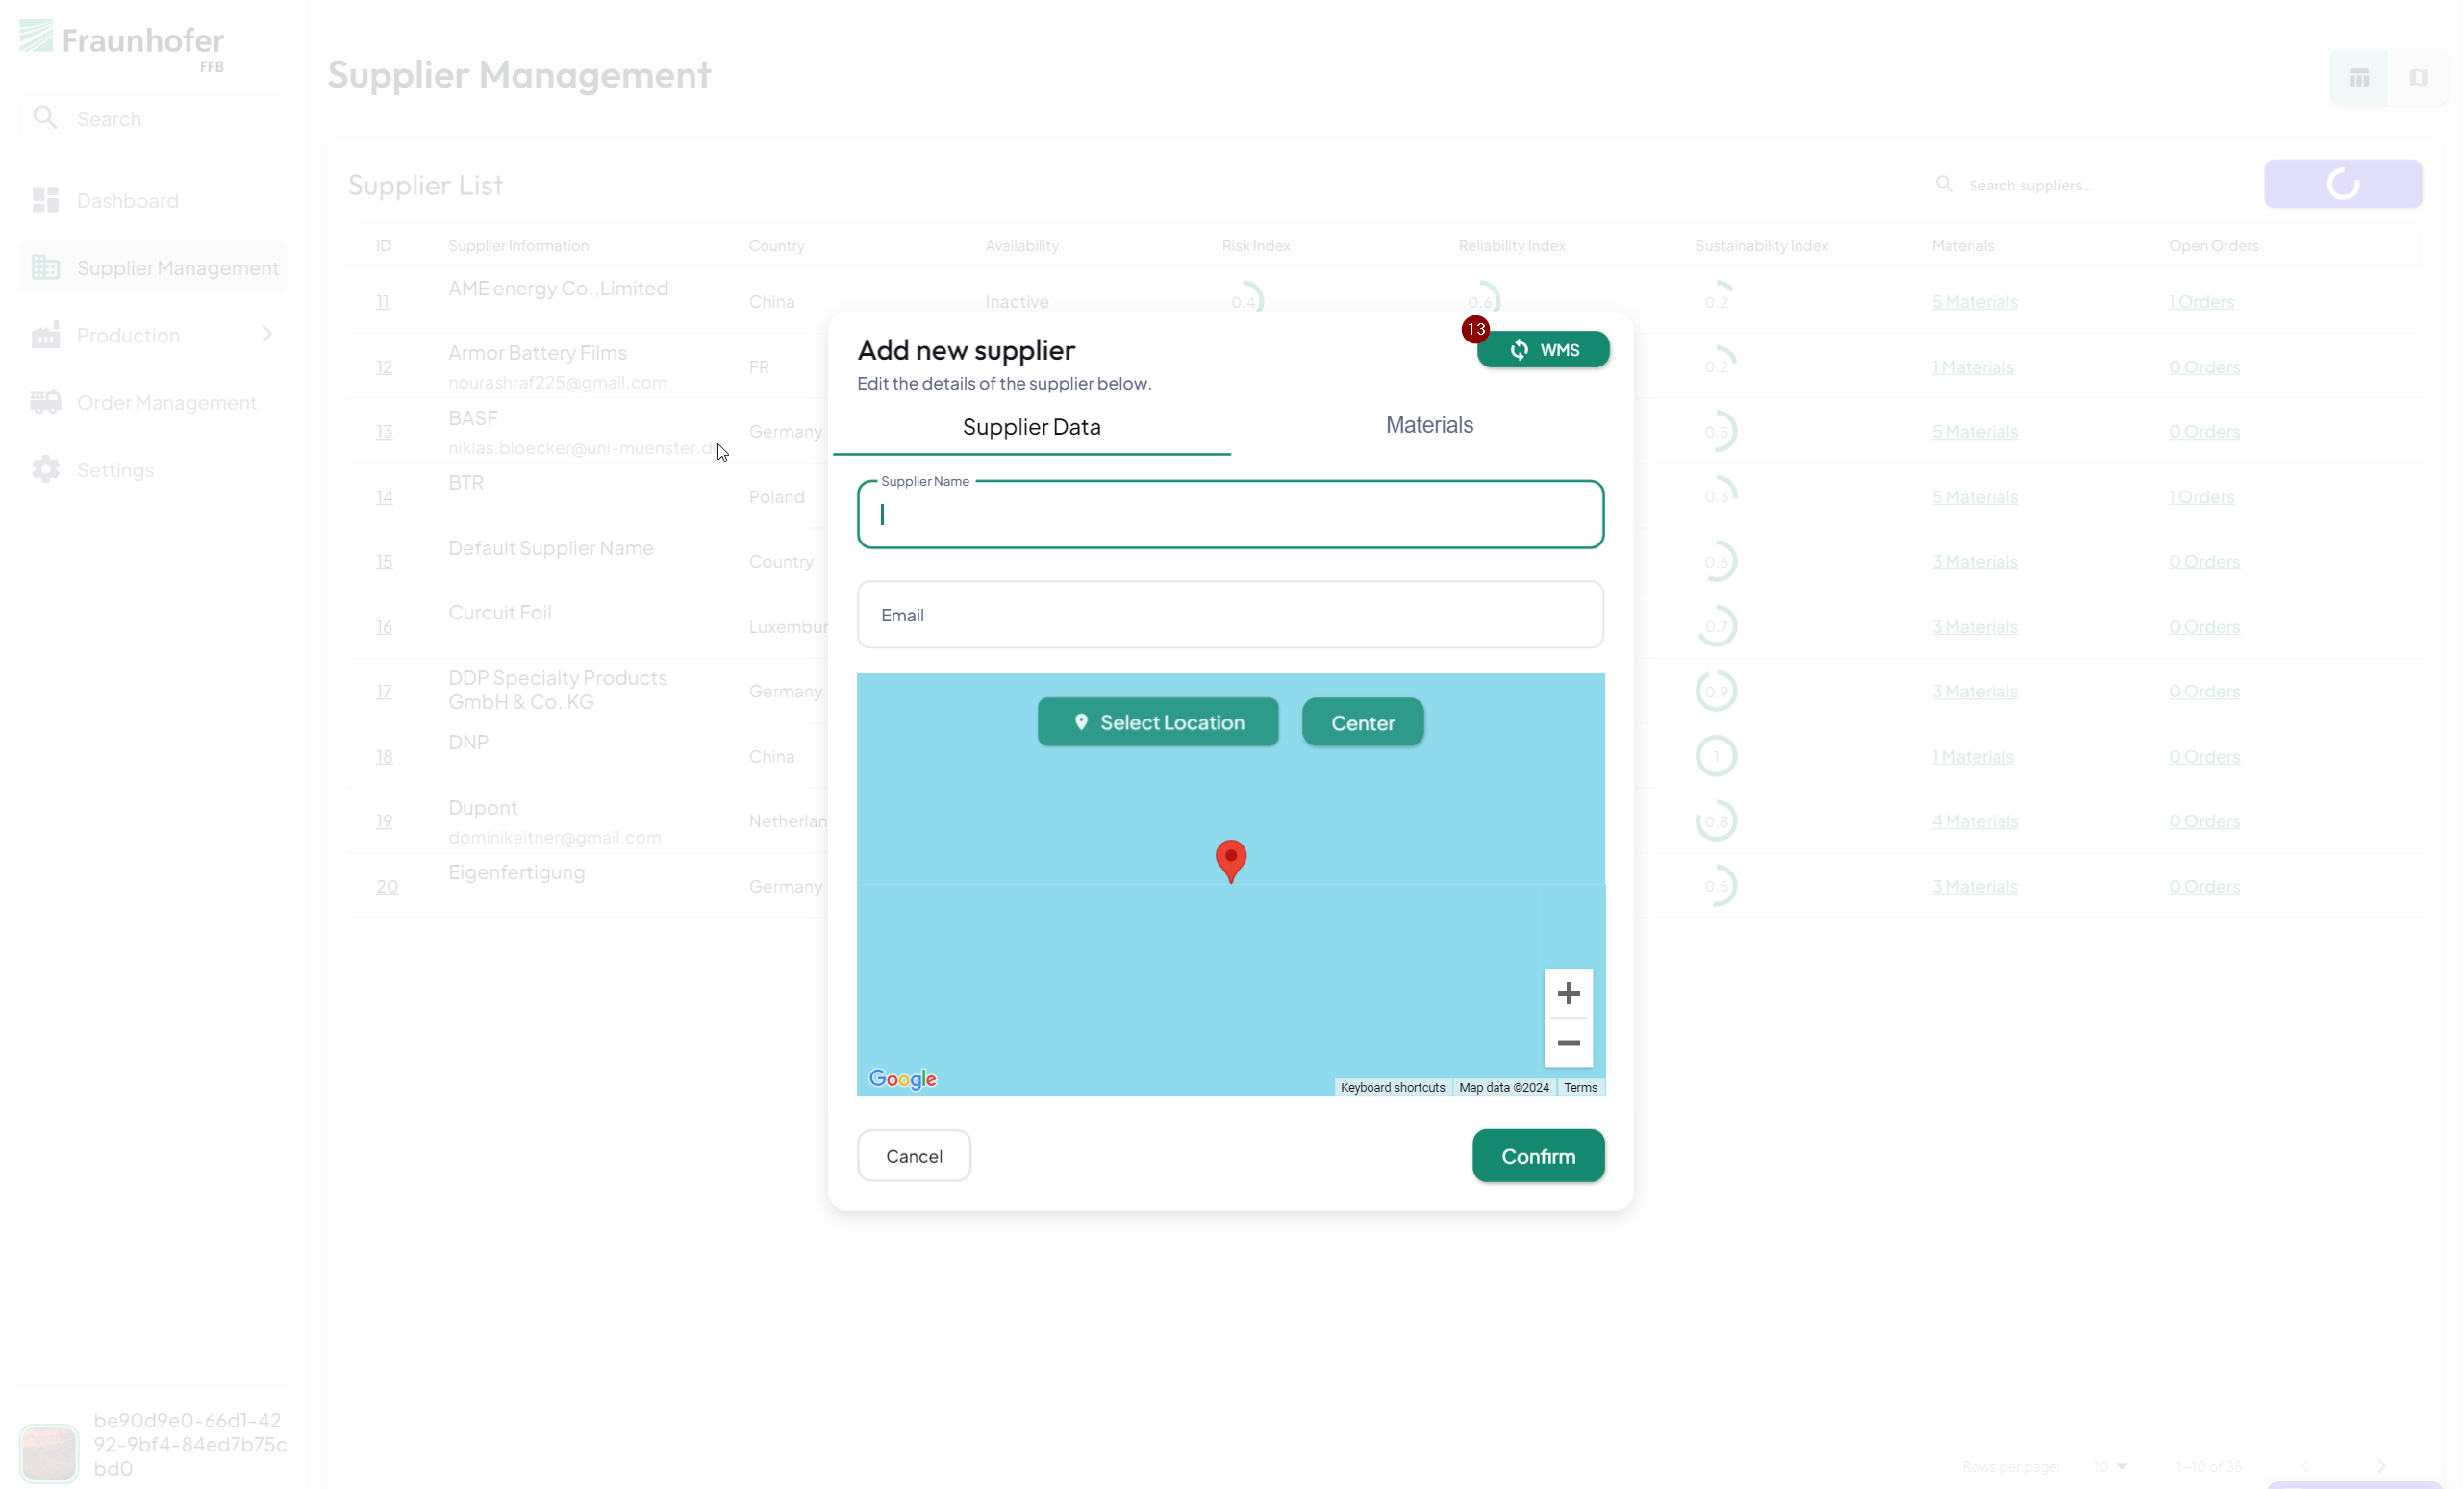 Fraunhofer
FFB
Search
Dashboard
Supplier Management
Production
Order Management
Settings
be90d9e0-66d1-42
92-9bf4-84ed7b75c
bd0
Supplier Management
Supplier List
Search suppliers...
ID Supplier Information Country Availability Risk Index Reliability Index Sustainability Index Materials Open Orders
11 AME energy Co.,Limited China Inactive 0.4 0.6 0.2 5 Materials 1 Orders
12 Armor Battery Films FR 0.2 1 Materials 0 Orders
nourashraf225@gmail.com
13 BASF Germany 0.5 5 Materials 0 Orders
niklas.bloecker@uni-muenster.d
14 BTR Poland 0.3 5 Materials 1 Orders
15 Default Supplier Name Country 0.6 3 Materials 0 Orders
16 Curcuit Foil Luxembur 0.7 3 Materials 0 Orders
17 DDP Specialty Products Germany 0.9 3 Materials 0 Orders
GmbH & Co. KG
18 DNP China 1 1 Materials 0 Orders
19 Dupont Netherlan 0.8 4 Materials 0 Orders
dominikeitner@gmail.com
20 Eigenfertigung Germany 0.5 3 Materials 0 Orders
Rows per page: 10 1–10 of 36
Add new supplier
13
WMS
Edit the details of the supplier below.
Supplier Data Materials
Supplier Name
Email
Select Location Center
Google
Keyboard shortcuts Map data ©2024 Terms
Cancel Confirm